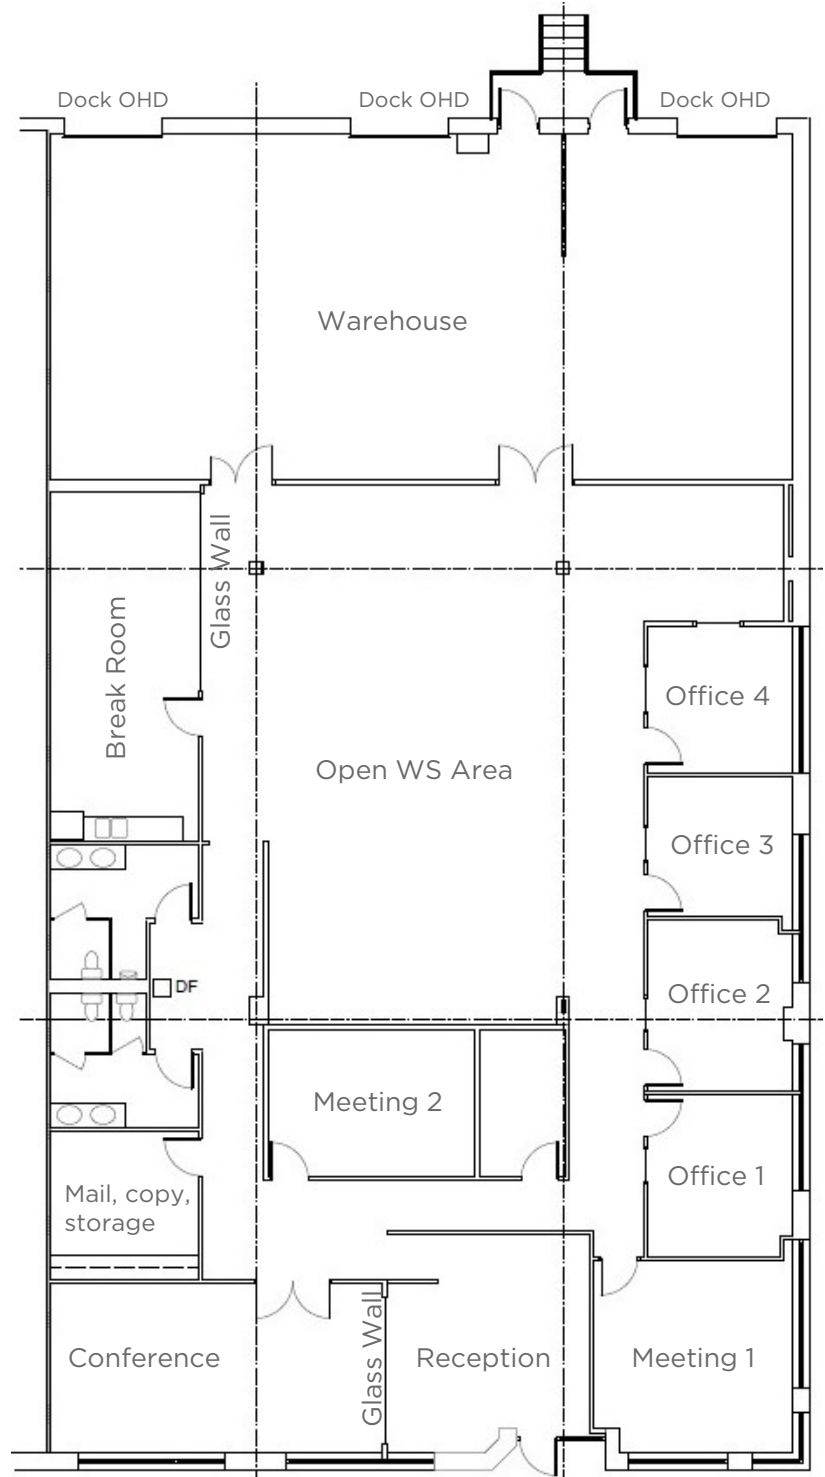 Dock OHD
Dock OHD
Dock OHD
Warehouse
Glass Wall
Break Room
Office 4
Open WS Area
Office 3
DF
Office 2
Meeting 2
Office 1
Mail, copy,
storage
Conference
Glass Wall
Reception
Meeting 1